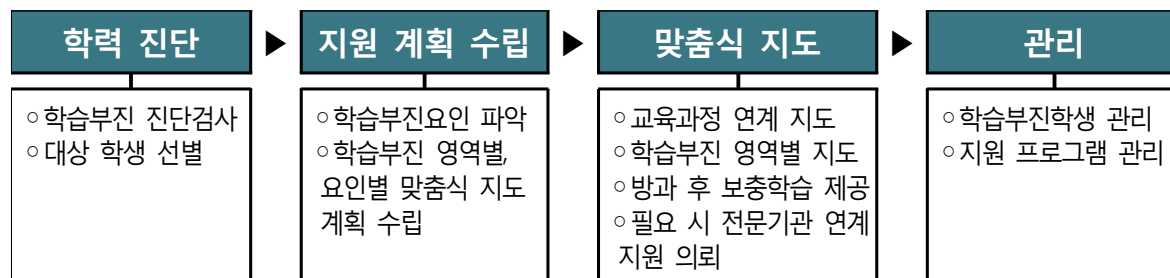 학력 진단 ▶ 지원 계획 수립 ▶ 맞춤식 지도 ▶ 관리
○학습부진 진단검사
○대상 학생 선별
○학습부진요인 파악
○학습부진 영역별,
요인별 맞춤식 지도
계획 수립
○교육과정 연계 지도
○학습부진 영역별 지도
○방과 후 보충학습 제공
○필요 시 전문기관 연계
지원 의뢰
○학습부진학생 관리
○지원 프로그램 관리